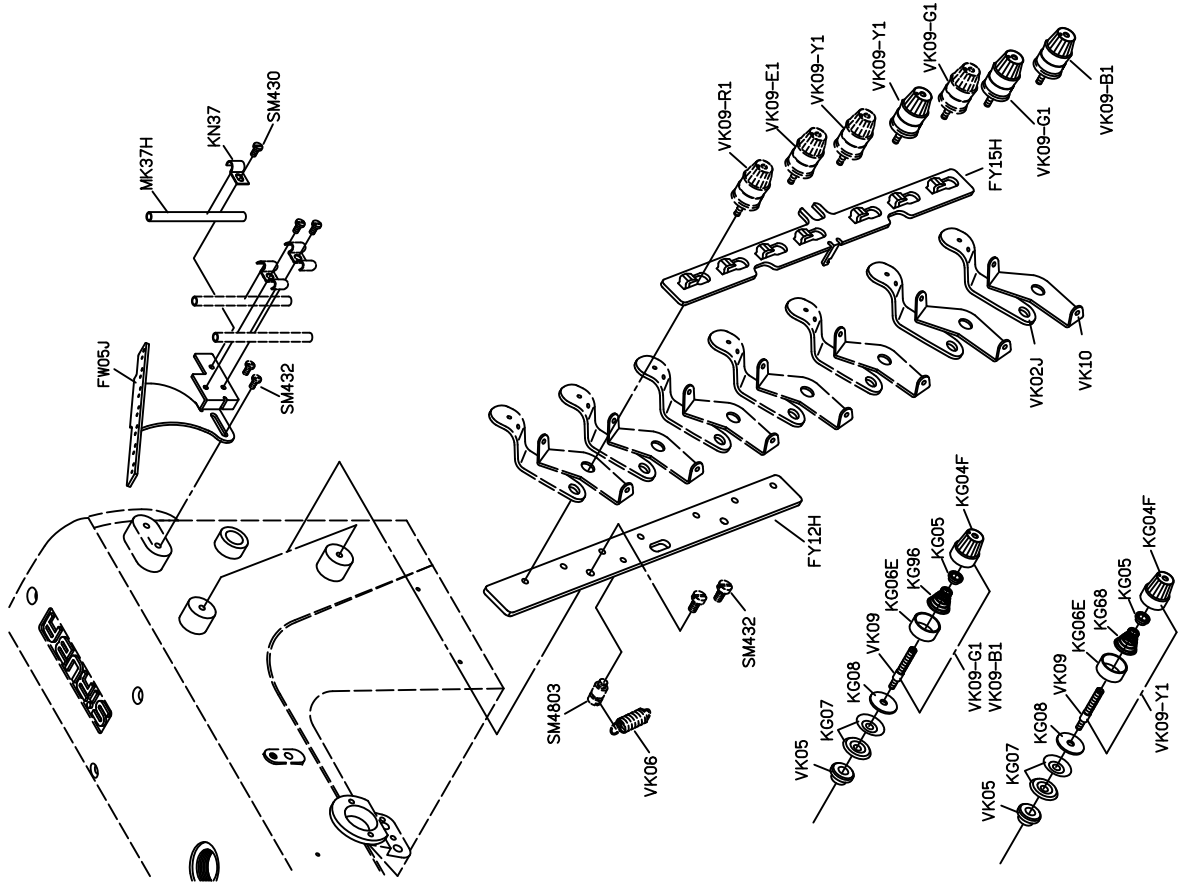 SM430
KN37
MK37H
FW05J
SM432
SIRUBA
VK09-R1
VK09-E1
VK09-Y1
VK09-Y1
VK09-G1
VK09-G1
VK09-B1
FY15H
VK02J
VK10
FY12H
SM432
SM4803
VK06
KG04F
KG05
KG96
KG06E
VK09
KG08
KG07
VK05
VK09-G1
VK09-B1
KG04F
KG05
KG68
KG06E
VK09
KG08
KG07
VK05
VK09-Y1